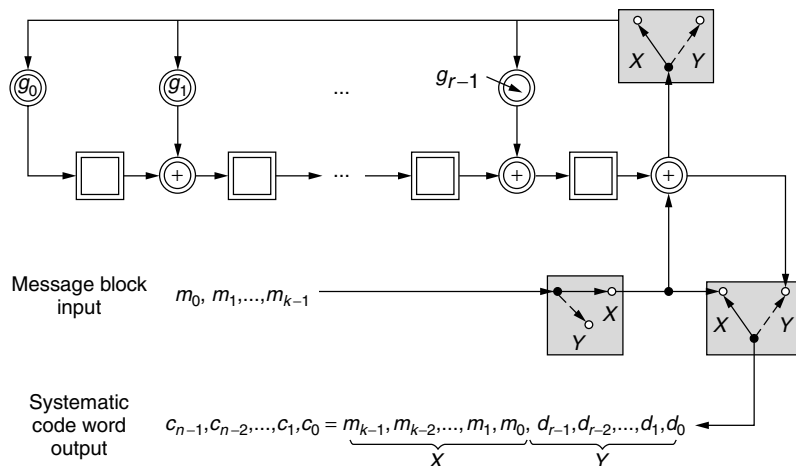 X Y
g0 g1 ... gr−1
+ ... + +
Message block
input
m0, m1,...,mk−1
X
Y
X Y
Systematic
code word
output
cn−1,cn−2,...,c1,c0 = mk−1,mk−2,...,m1,m0, dr−1,dr−2,...,d1,d0
X Y